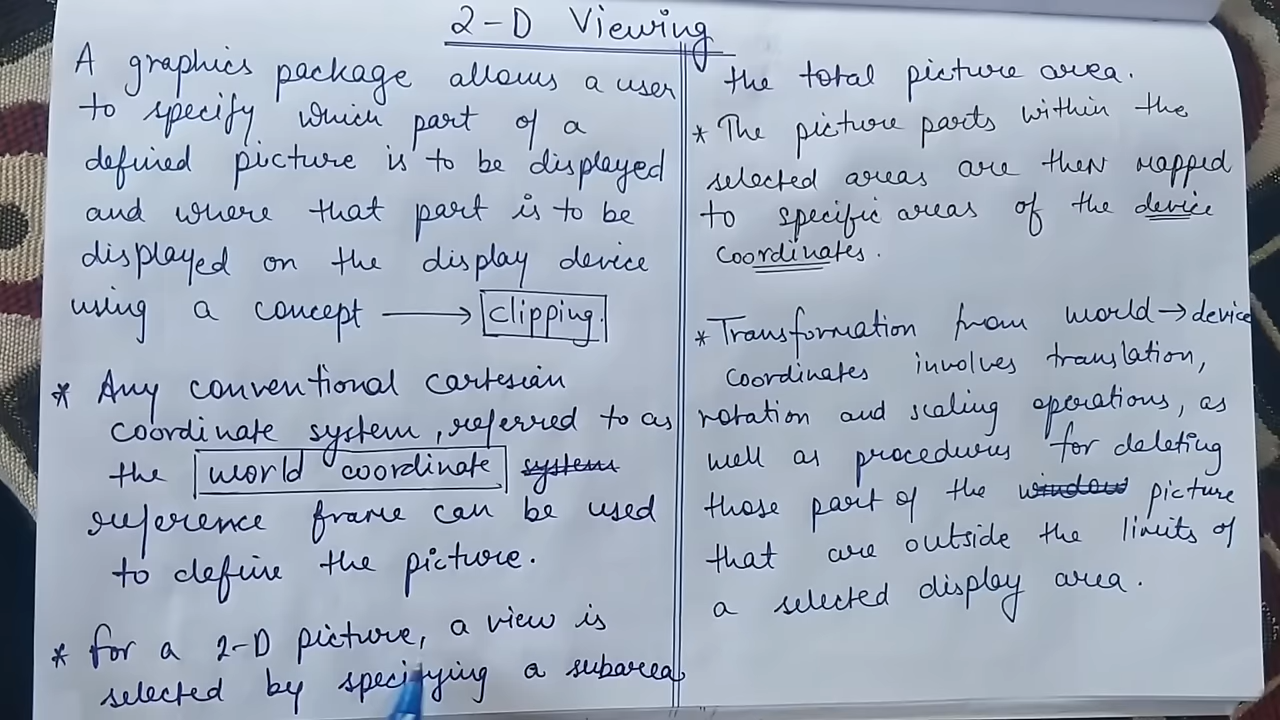 2-D Viewing
A graphics package allows a user
to specify which part of a
defined picture is to be displayed
and where that part is to be
displayed on the display device
using a concept → clipping.
* Any conventional cartesian
coordinate system, referred to as
the world coordinate system
reference frame can be used
to define the picture.
* for a 2-D picture, a view is
selected by specifying a subarea
the total picture area.
* The picture parts within the
selected areas are then mapped
to specific areas of the device
coordinates.
* Transformation from world → device
coordinates involves translation,
rotation and scaling operations, as
well as procedures for deleting
those part of the window picture
that are outside the limits of
a selected display area.